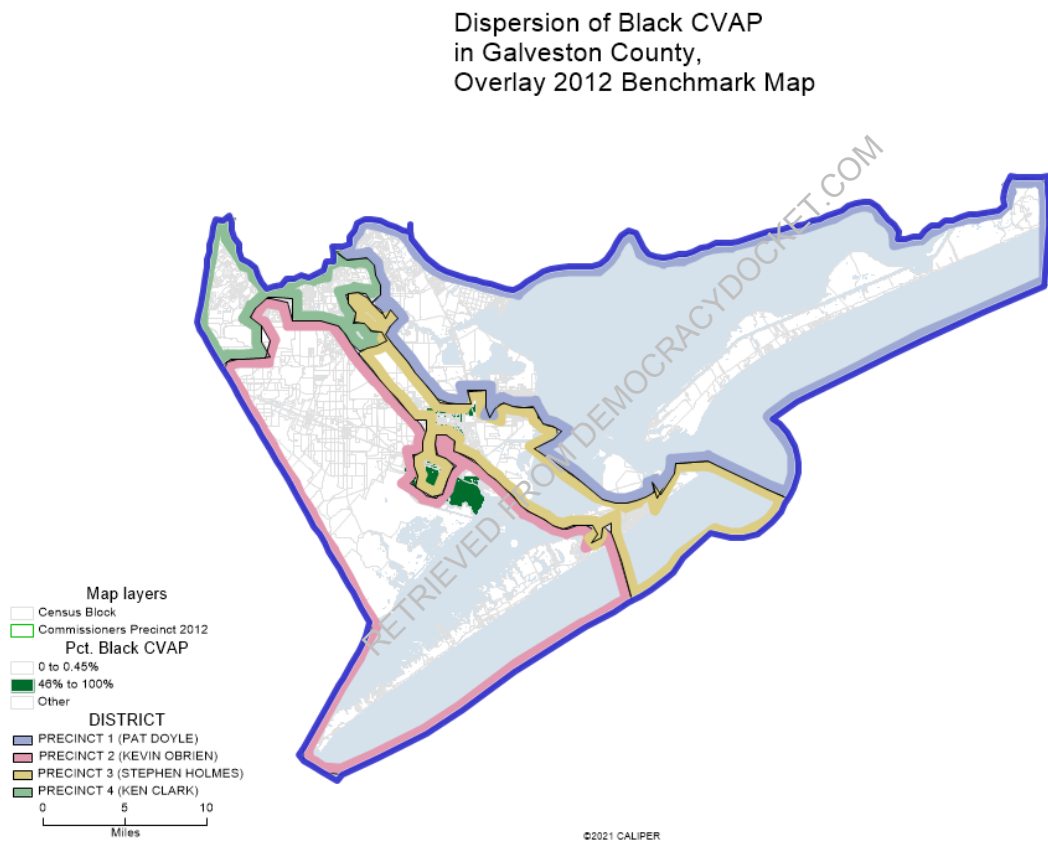 Dispersion of Black CVAP
in Galveston County,
Overlay 2012 Benchmark Map
RETRIEVED FROM DEMOCRACYDOCKET.COM
Map layers
Census Block
Commissioners Precinct 2012
Pct. Black CVAP
0 to 0.45%
46% to 100%
Other
DISTRICT
PRECINCT 1 (PAT DOYLE)
PRECINCT 2 (KEVIN OBRIEN)
PRECINCT 3 (STEPHEN HOLMES)
PRECINCT 4 (KEN CLARK)
0 5 10
Miles
©2021 CALIPER